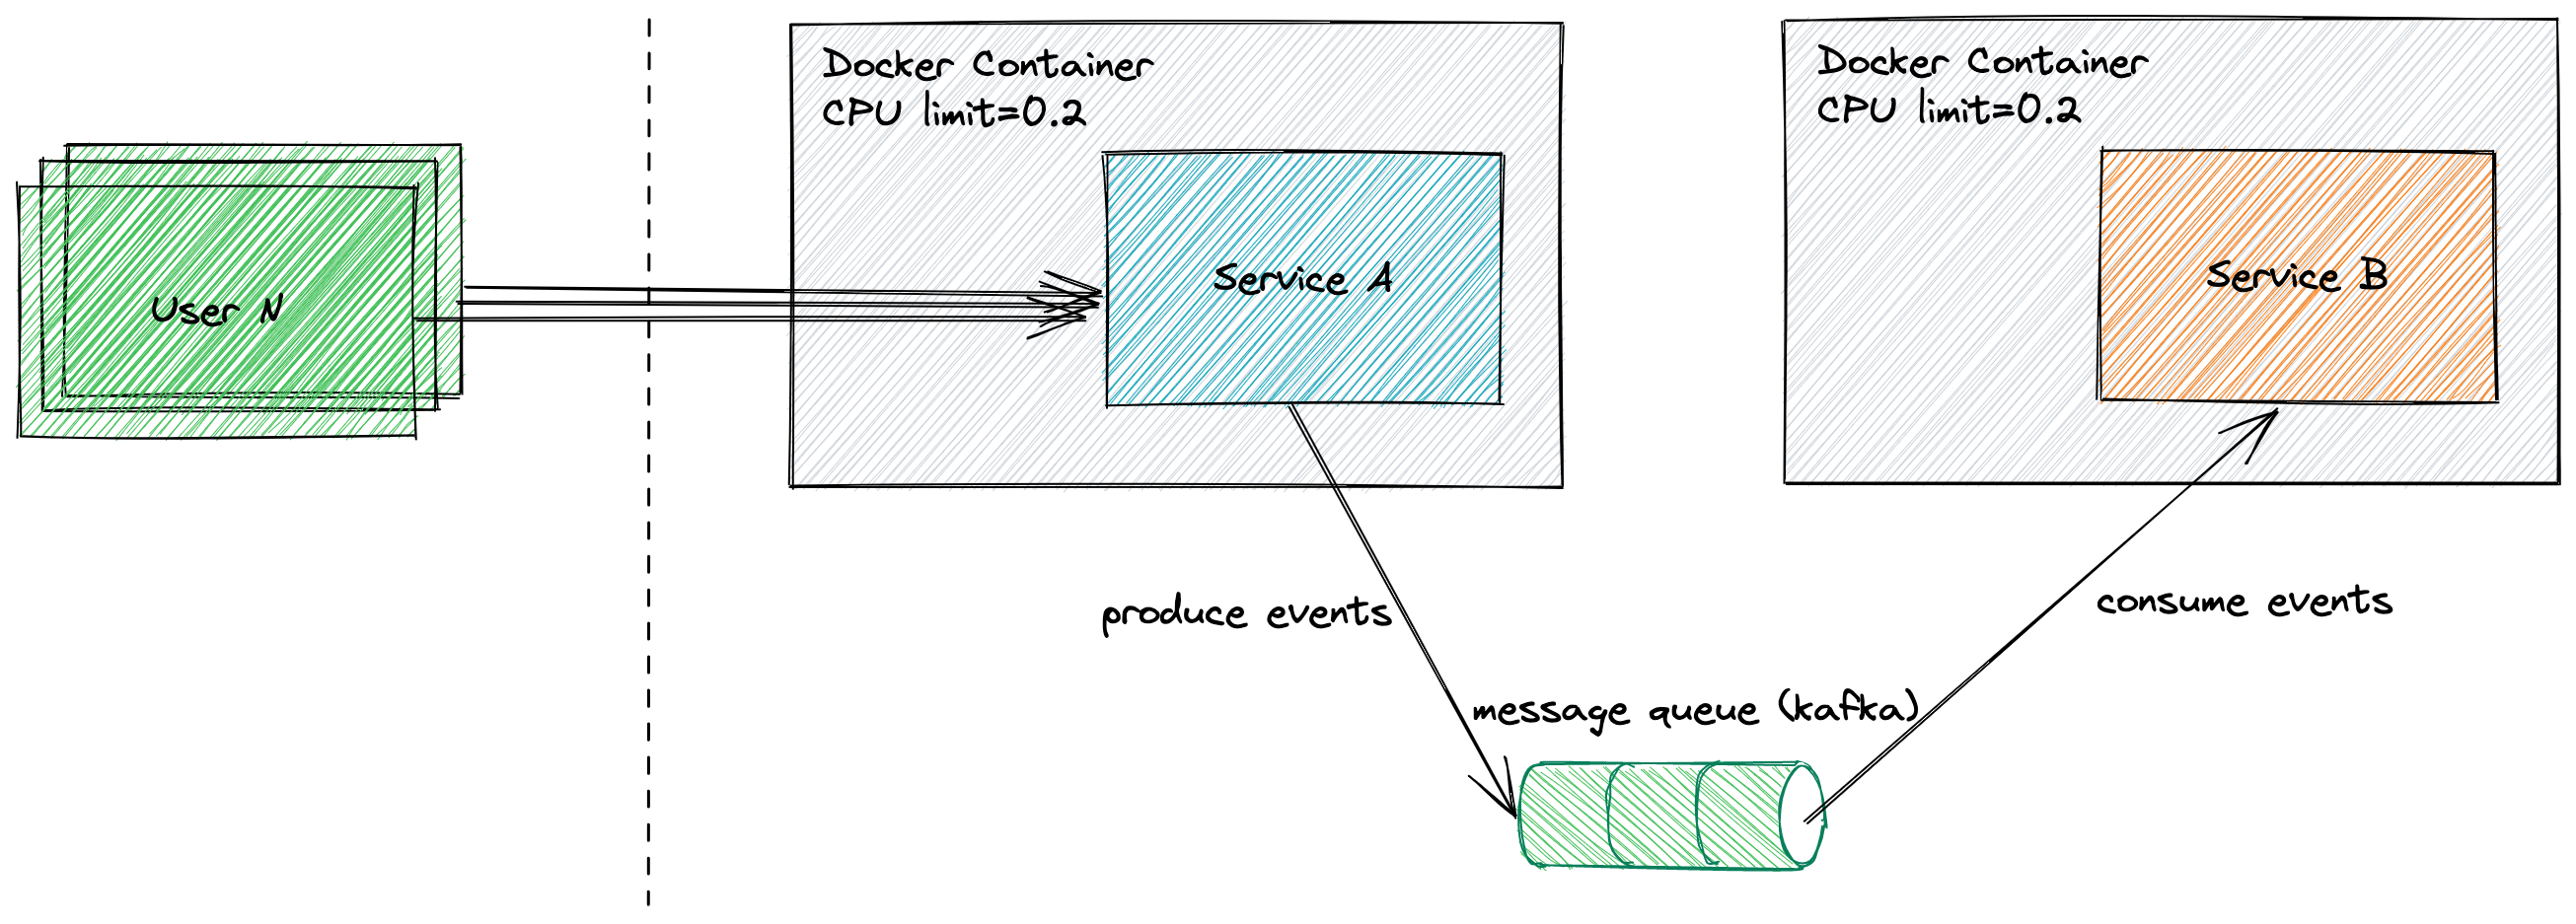 Docker Container
CPU limit=0.2
Docker Container
CPU limit=0.2
User N
Service A
Service B
produce events
consume events
message queue (kafka)